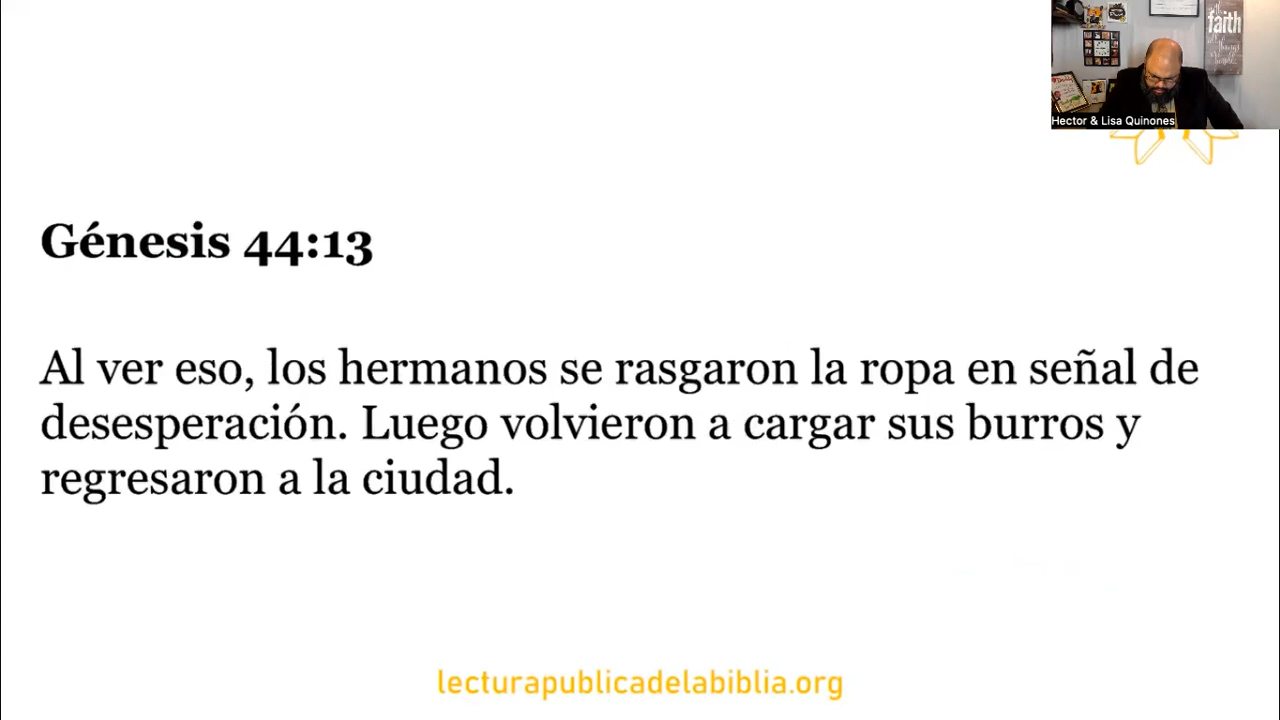 faith
Hector & Lisa Quinones
Génesis 44:13
Al ver eso, los hermanos se rasgaron la ropa en señal de
desesperación. Luego volvieron a cargar sus burros y
regresaron a la ciudad.
lecturapublicadelabiblia.org